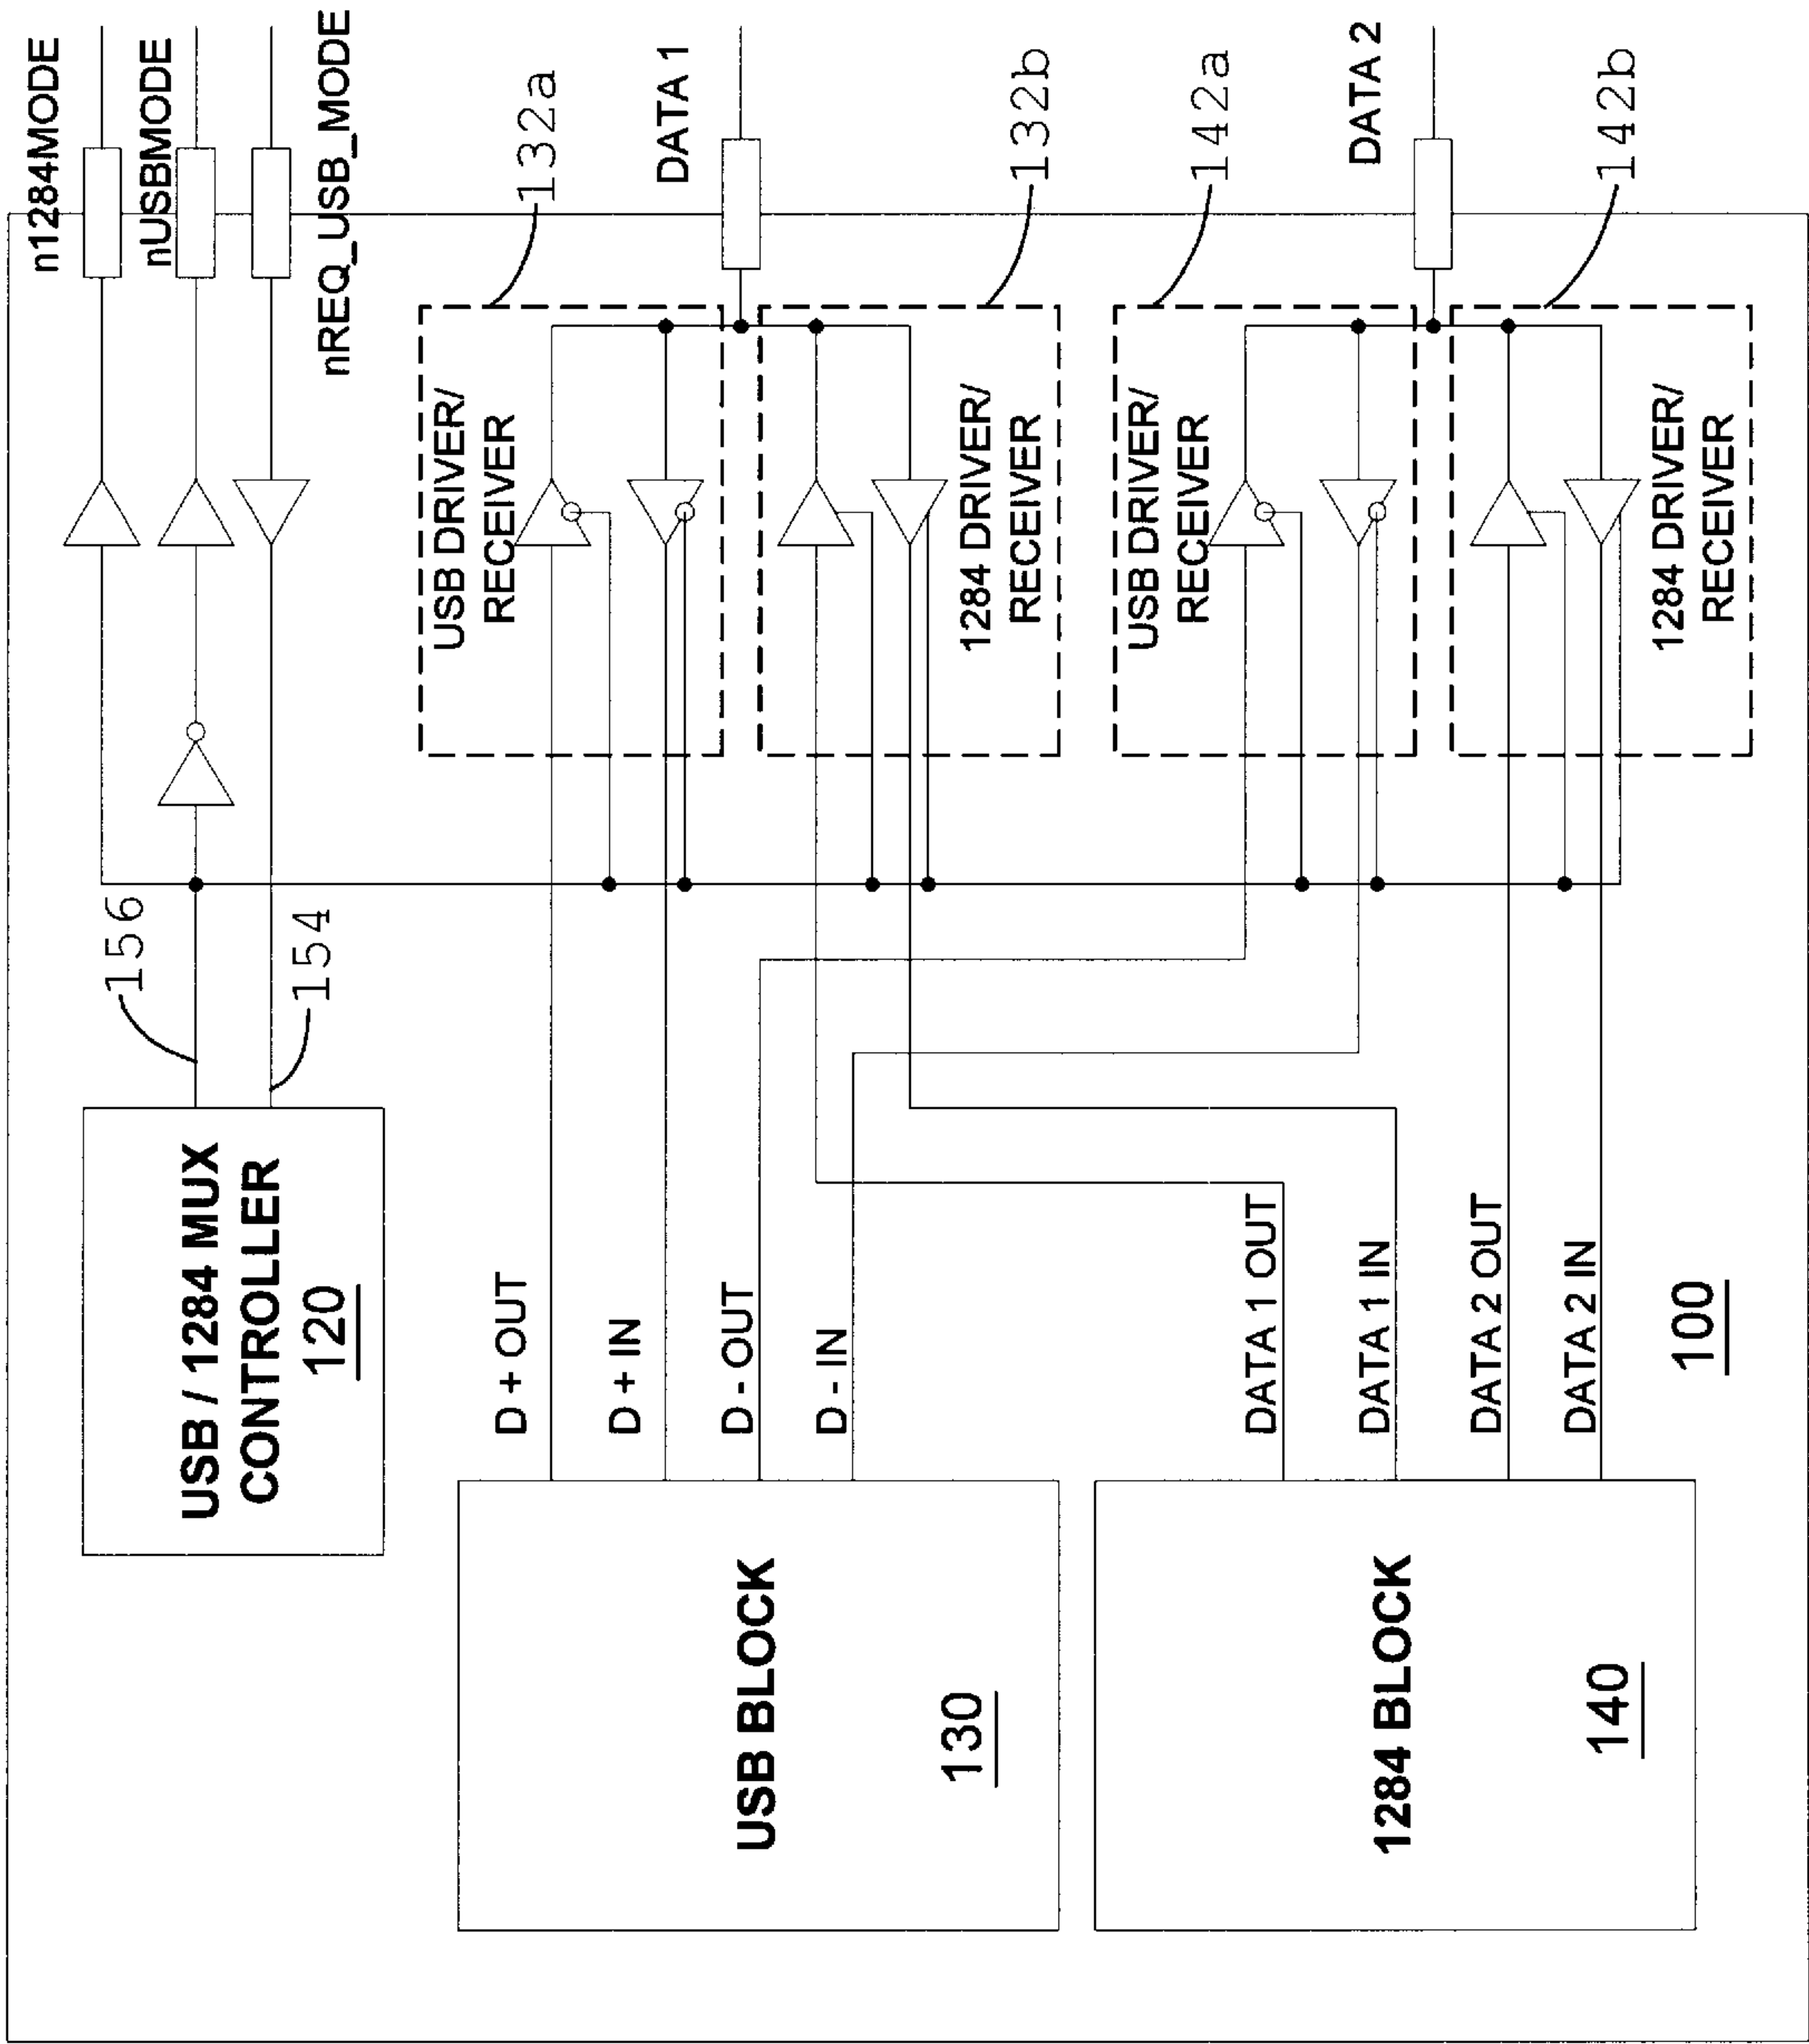 n1284MODE
nUSBMODE
nREQ_USB_MODE
156
154
USB / 1284 MUX
CONTROLLER
120
132a
USB DRIVER/
RECEIVER
DATA 1
132b
1284 DRIVER/
RECEIVER
142a
USB DRIVER/
RECEIVER
DATA 2
142b
1284 DRIVER/
RECEIVER
D + OUT
D + IN
D - OUT
D - IN
USB BLOCK
130
DATA 1 OUT
DATA 1 IN
DATA 2 OUT
DATA 2 IN
1284 BLOCK
140
100